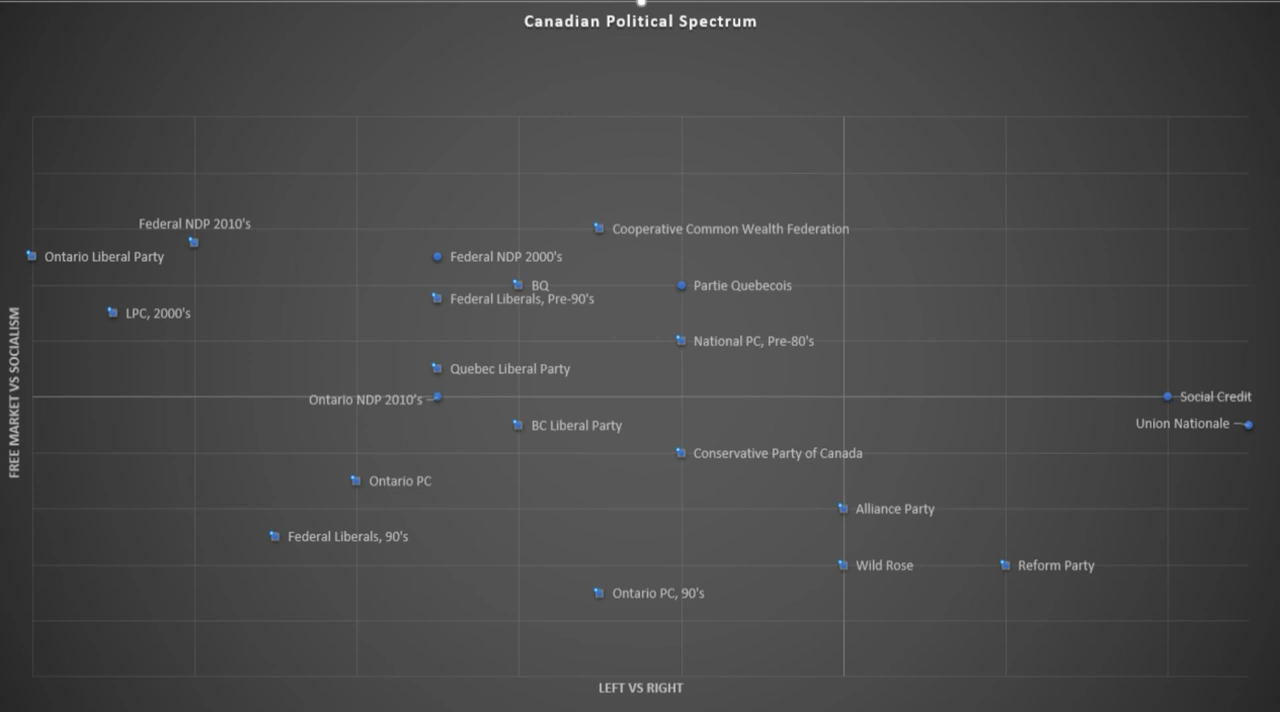 Canadian Political Spectrum
Federal NDP 2010's
Cooperative Common Wealth Federation
Ontario Liberal Party
Federal NDP 2000's
BQ
Partie Quebecois
Federal Liberals, Pre-90's
LPC, 2000's
National PC, Pre-80's
Quebec Liberal Party
Ontario NDP 2010's
Social Credit
BC Liberal Party
Union Nationale
Conservative Party of Canada
Ontario PC
Alliance Party
Federal Liberals, 90's
Wild Rose
Reform Party
Ontario PC, 90's
FREE MARKET VS SOCIALISM
LEFT VS RIGHT